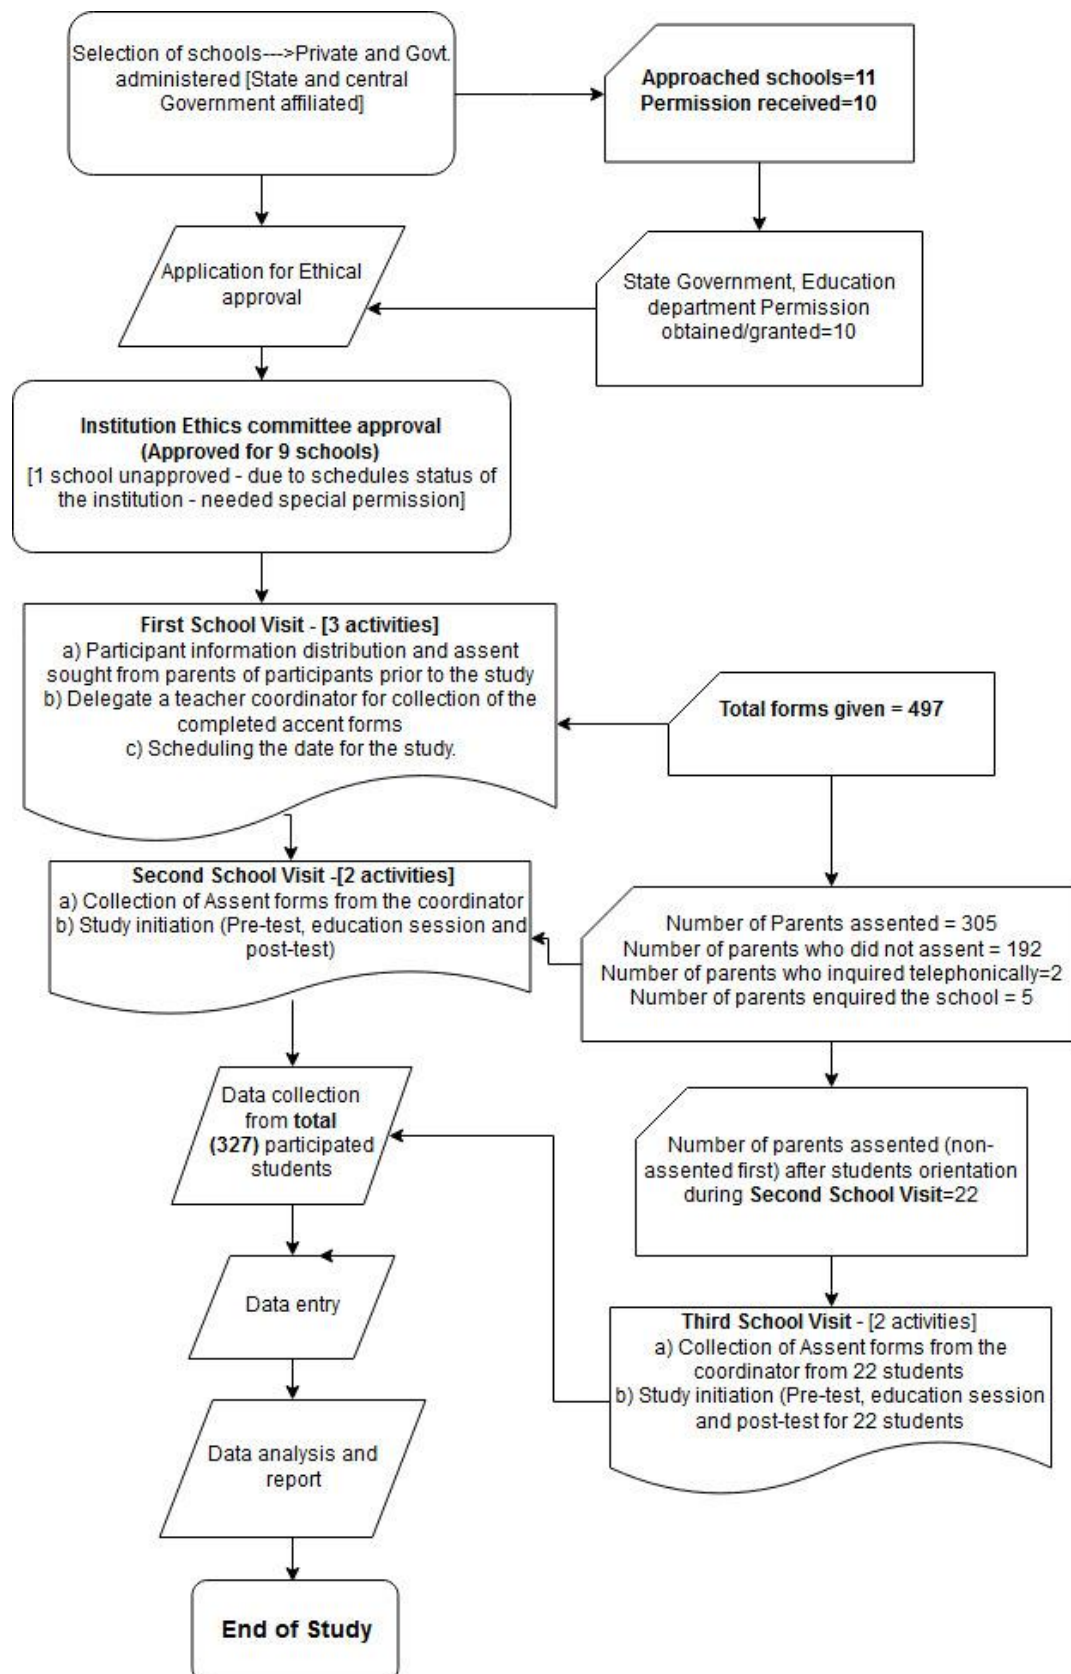 Selection of schools--->Private and Govt.
administered [State and central
Government affiliated]
Approached schools=11
Permission received=10
Application for Ethical
approval
State Government, Education
department Permission
obtained/granted=10
Institution Ethics committee approval
(Approved for 9 schools)
[1 school unapproved - due to schedules status of
the institution - needed special permission]
First School Visit - [3 activities]
a) Participant information distribution and assent
sought from parents of participants prior to the study
b) Delegate a teacher coordinator for collection of the
completed accent forms
c) Scheduling the date for the study.
Total forms given = 497
Second School Visit -[2 activities]
a) Collection of Assent forms from the coordinator
b) Study initiation (Pre-test, education session and
post-test)
Number of Parents assented = 305
Number of parents who did not assent = 192
Number of parents who inquired telephonically=2
Number of parents enquired the school = 5
Data collection
from total
(327) participated
students
Number of parents assented (non-
assented first) after students orientation
during Second School Visit=22
Data entry
Third School Visit - [2 activities]
a) Collection of Assent forms from the
coordinator from 22 students
b) Study initiation (Pre-test, education session
and post-test for 22 students
Data analysis and
report
End of Study